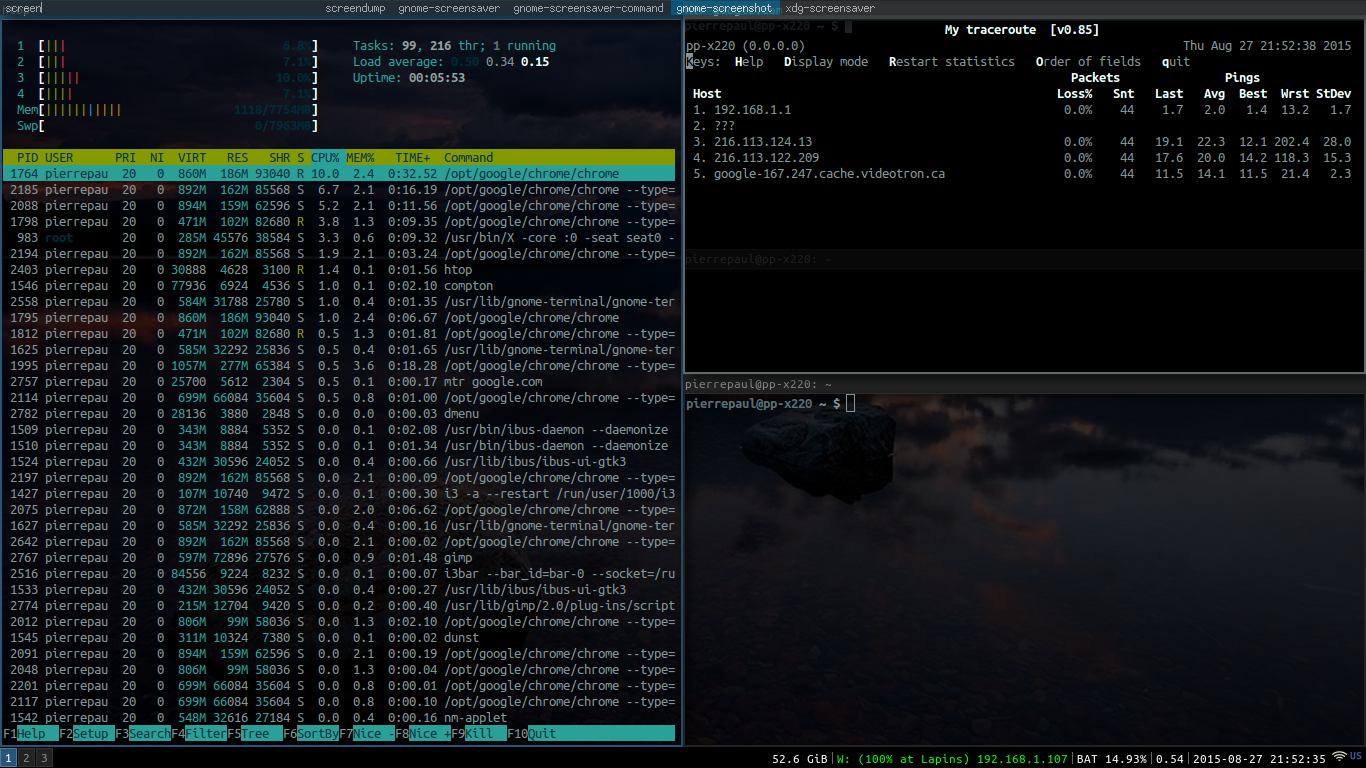 screen screendump gnome-screensaver gnome-screensaver-command gnome-screenshot xdg-screensaver
1 [||| 6.8%]
2 [||| 7.1%]
3 [||||| 10.0%]
4 [|||| 7.1%]
Mem[||||||||||| 1118/7754MB]
Swp[ 0/7963MB]
Tasks: 99, 216 thr; 1 running
Load average: 0.50 0.34 0.15
Uptime: 00:05:53
PID USER PRI NI VIRT RES SHR S CPU% MEM% TIME+ Command
1764 pierrepau 20 0 860M 186M 93040 R 10.0 2.4 0:32.52 /opt/google/chrome/chrome
2185 pierrepau 20 0 892M 162M 85568 S 6.7 2.1 0:16.19 /opt/google/chrome/chrome --type=
2088 pierrepau 20 0 894M 159M 62596 S 5.2 2.1 0:11.56 /opt/google/chrome/chrome --type=
1798 pierrepau 20 0 471M 102M 82680 R 3.8 1.3 0:09.35 /opt/google/chrome/chrome --type=
983 root 20 0 285M 45576 38584 S 3.3 0.6 0:09.32 /usr/bin/X -core :0 -seat seat0 -
2194 pierrepau 20 0 892M 162M 85568 S 1.9 2.1 0:03.24 /opt/google/chrome/chrome --type=
2403 pierrepau 20 0 30888 4628 3100 R 1.4 0.1 0:01.56 htop
1546 pierrepau 20 0 77936 6924 4536 S 1.0 0.1 0:02.10 compton
2558 pierrepau 20 0 584M 31788 25780 S 1.0 0.4 0:01.35 /usr/lib/gnome-terminal/gnome-ter
1795 pierrepau 20 0 860M 186M 93040 S 1.0 2.4 0:06.67 /opt/google/chrome/chrome
1812 pierrepau 20 0 471M 102M 82680 R 0.5 1.3 0:01.81 /opt/google/chrome/chrome --type=
1625 pierrepau 20 0 585M 32292 25836 S 0.5 0.4 0:01.65 /usr/lib/gnome-terminal/gnome-ter
1995 pierrepau 20 0 1057M 277M 65384 S 0.5 3.6 0:18.28 /opt/google/chrome/chrome --type=
2757 pierrepau 20 0 25700 5612 2304 S 0.5 0.1 0:00.17 mtr google.com
2114 pierrepau 20 0 699M 66084 35604 S 0.5 0.8 0:01.00 /opt/google/chrome/chrome --type=
2782 pierrepau 20 0 28136 3880 2848 S 0.0 0.0 0:00.03 dmenu
1509 pierrepau 20 0 343M 8884 5352 S 0.0 0.1 0:02.08 /usr/bin/ibus-daemon --daemonize
1510 pierrepau 20 0 343M 8884 5352 S 0.0 0.1 0:01.34 /usr/bin/ibus-daemon --daemonize
1524 pierrepau 20 0 432M 30596 24052 S 0.0 0.4 0:00.66 /usr/lib/ibus/ibus-ui-gtk3
2197 pierrepau 20 0 892M 162M 85568 S 0.0 2.1 0:00.09 /opt/google/chrome/chrome --type=
1427 pierrepau 20 0 107M 10740 9472 S 0.0 0.1 0:00.30 i3 -a --restart /run/user/1000/i3
2075 pierrepau 20 0 872M 158M 62888 S 0.0 2.0 0:06.62 /opt/google/chrome/chrome --type=
1627 pierrepau 20 0 585M 32292 25836 S 0.0 0.4 0:00.16 /usr/lib/gnome-terminal/gnome-ter
2642 pierrepau 20 0 892M 162M 85568 S 0.0 2.1 0:00.02 /opt/google/chrome/chrome --type=
2767 pierrepau 20 0 597M 72896 27576 S 0.0 0.9 0:01.48 gimp
2516 pierrepau 20 0 84556 9224 8232 S 0.0 0.1 0:00.07 i3bar --bar_id=bar-0 --socket=/ru
1533 pierrepau 20 0 432M 30596 24052 S 0.0 0.4 0:00.27 /usr/lib/ibus/ibus-ui-gtk3
2774 pierrepau 20 0 215M 12704 9420 S 0.0 0.2 0:00.40 /usr/lib/gimp/2.0/plug-ins/script
2012 pierrepau 20 0 806M 99M 58036 S 0.0 1.3 0:02.10 /opt/google/chrome/chrome --type=
1545 pierrepau 20 0 311M 10324 7380 S 0.0 0.1 0:00.02 dunst
2091 pierrepau 20 0 894M 159M 62596 S 0.0 2.1 0:00.19 /opt/google/chrome/chrome --type=
2048 pierrepau 20 0 806M 99M 58036 S 0.0 1.3 0:00.04 /opt/google/chrome/chrome --type=
2201 pierrepau 20 0 699M 66084 35604 S 0.0 0.8 0:00.01 /opt/google/chrome/chrome --type=
2117 pierrepau 20 0 699M 66084 35604 S 0.0 0.8 0:00.10 /opt/google/chrome/chrome --type=
1542 pierrepau 20 0 548M 32616 27184 S 0.0 0.4 0:00.16 nm-applet
F1Help F2Setup F3SearchF4FilterF5Tree F6SortByF7Nice -F8Nice +F9Kill F10Quit
pierrepaul@pp-x220 ~ $
My traceroute [v0.85]
pp-x220 (0.0.0.0) Thu Aug 27 21:52:38 2015
Keys: Help Display mode Restart statistics Order of fields quit
Packets Pings
Host Loss% Snt Last Avg Best Wrst StDev
1. 192.168.1.1 0.0% 44 1.7 2.0 1.4 13.2 1.7
2. ???
3. 216.113.124.13 0.0% 44 19.1 22.3 12.1 202.4 28.0
4. 216.113.122.209 0.0% 44 17.6 20.0 14.2 118.3 15.3
5. google-167.247.cache.videotron.ca 0.0% 44 11.5 14.1 11.5 21.4 2.3
pierrepaul@pp-x220: ~
pierrepaul@pp-x220: ~
pierrepaul@pp-x220 ~ $
1 2 3
52.6 GiB|W: (100% at Lapins) 192.168.1.107|BAT 14.93%|0.54|2015-08-27 21:52:35 US